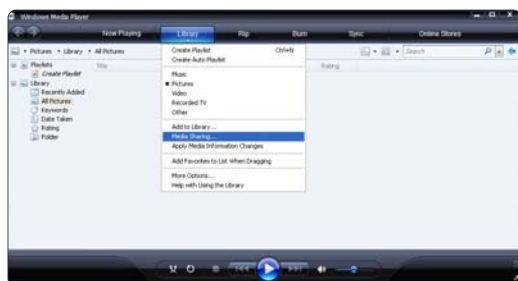 Windows Media Player
Now Playing
Library
Rip
Burn
Sync
Online Stores
Pictures
Library
All Pictures
Search
Playlists
Create Playlist
Library
Recently Added
All Pictures
Keywords
Date Taken
Rating
Folder
Title
Rating
Create Playlist Ctrl+N
Create Auto Playlist
Music
Pictures
Video
Recorded TV
Other
Add to Library...
Media Sharing...
Apply Media Information Changes
Add Favorites to List When Dragging
More Options...
Help with Using the Library